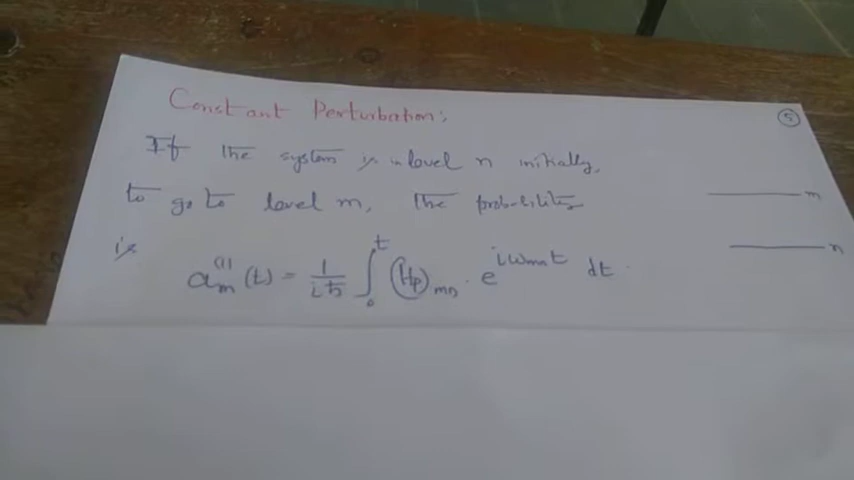 Constant Perturbation:
5
If the system is in level n initially,
to go to level m, the probability
m
is
n
a_m^(1)(t) = 1/iħ ∫_0^t (Hp)_mn . e^{iω_mn t} dt